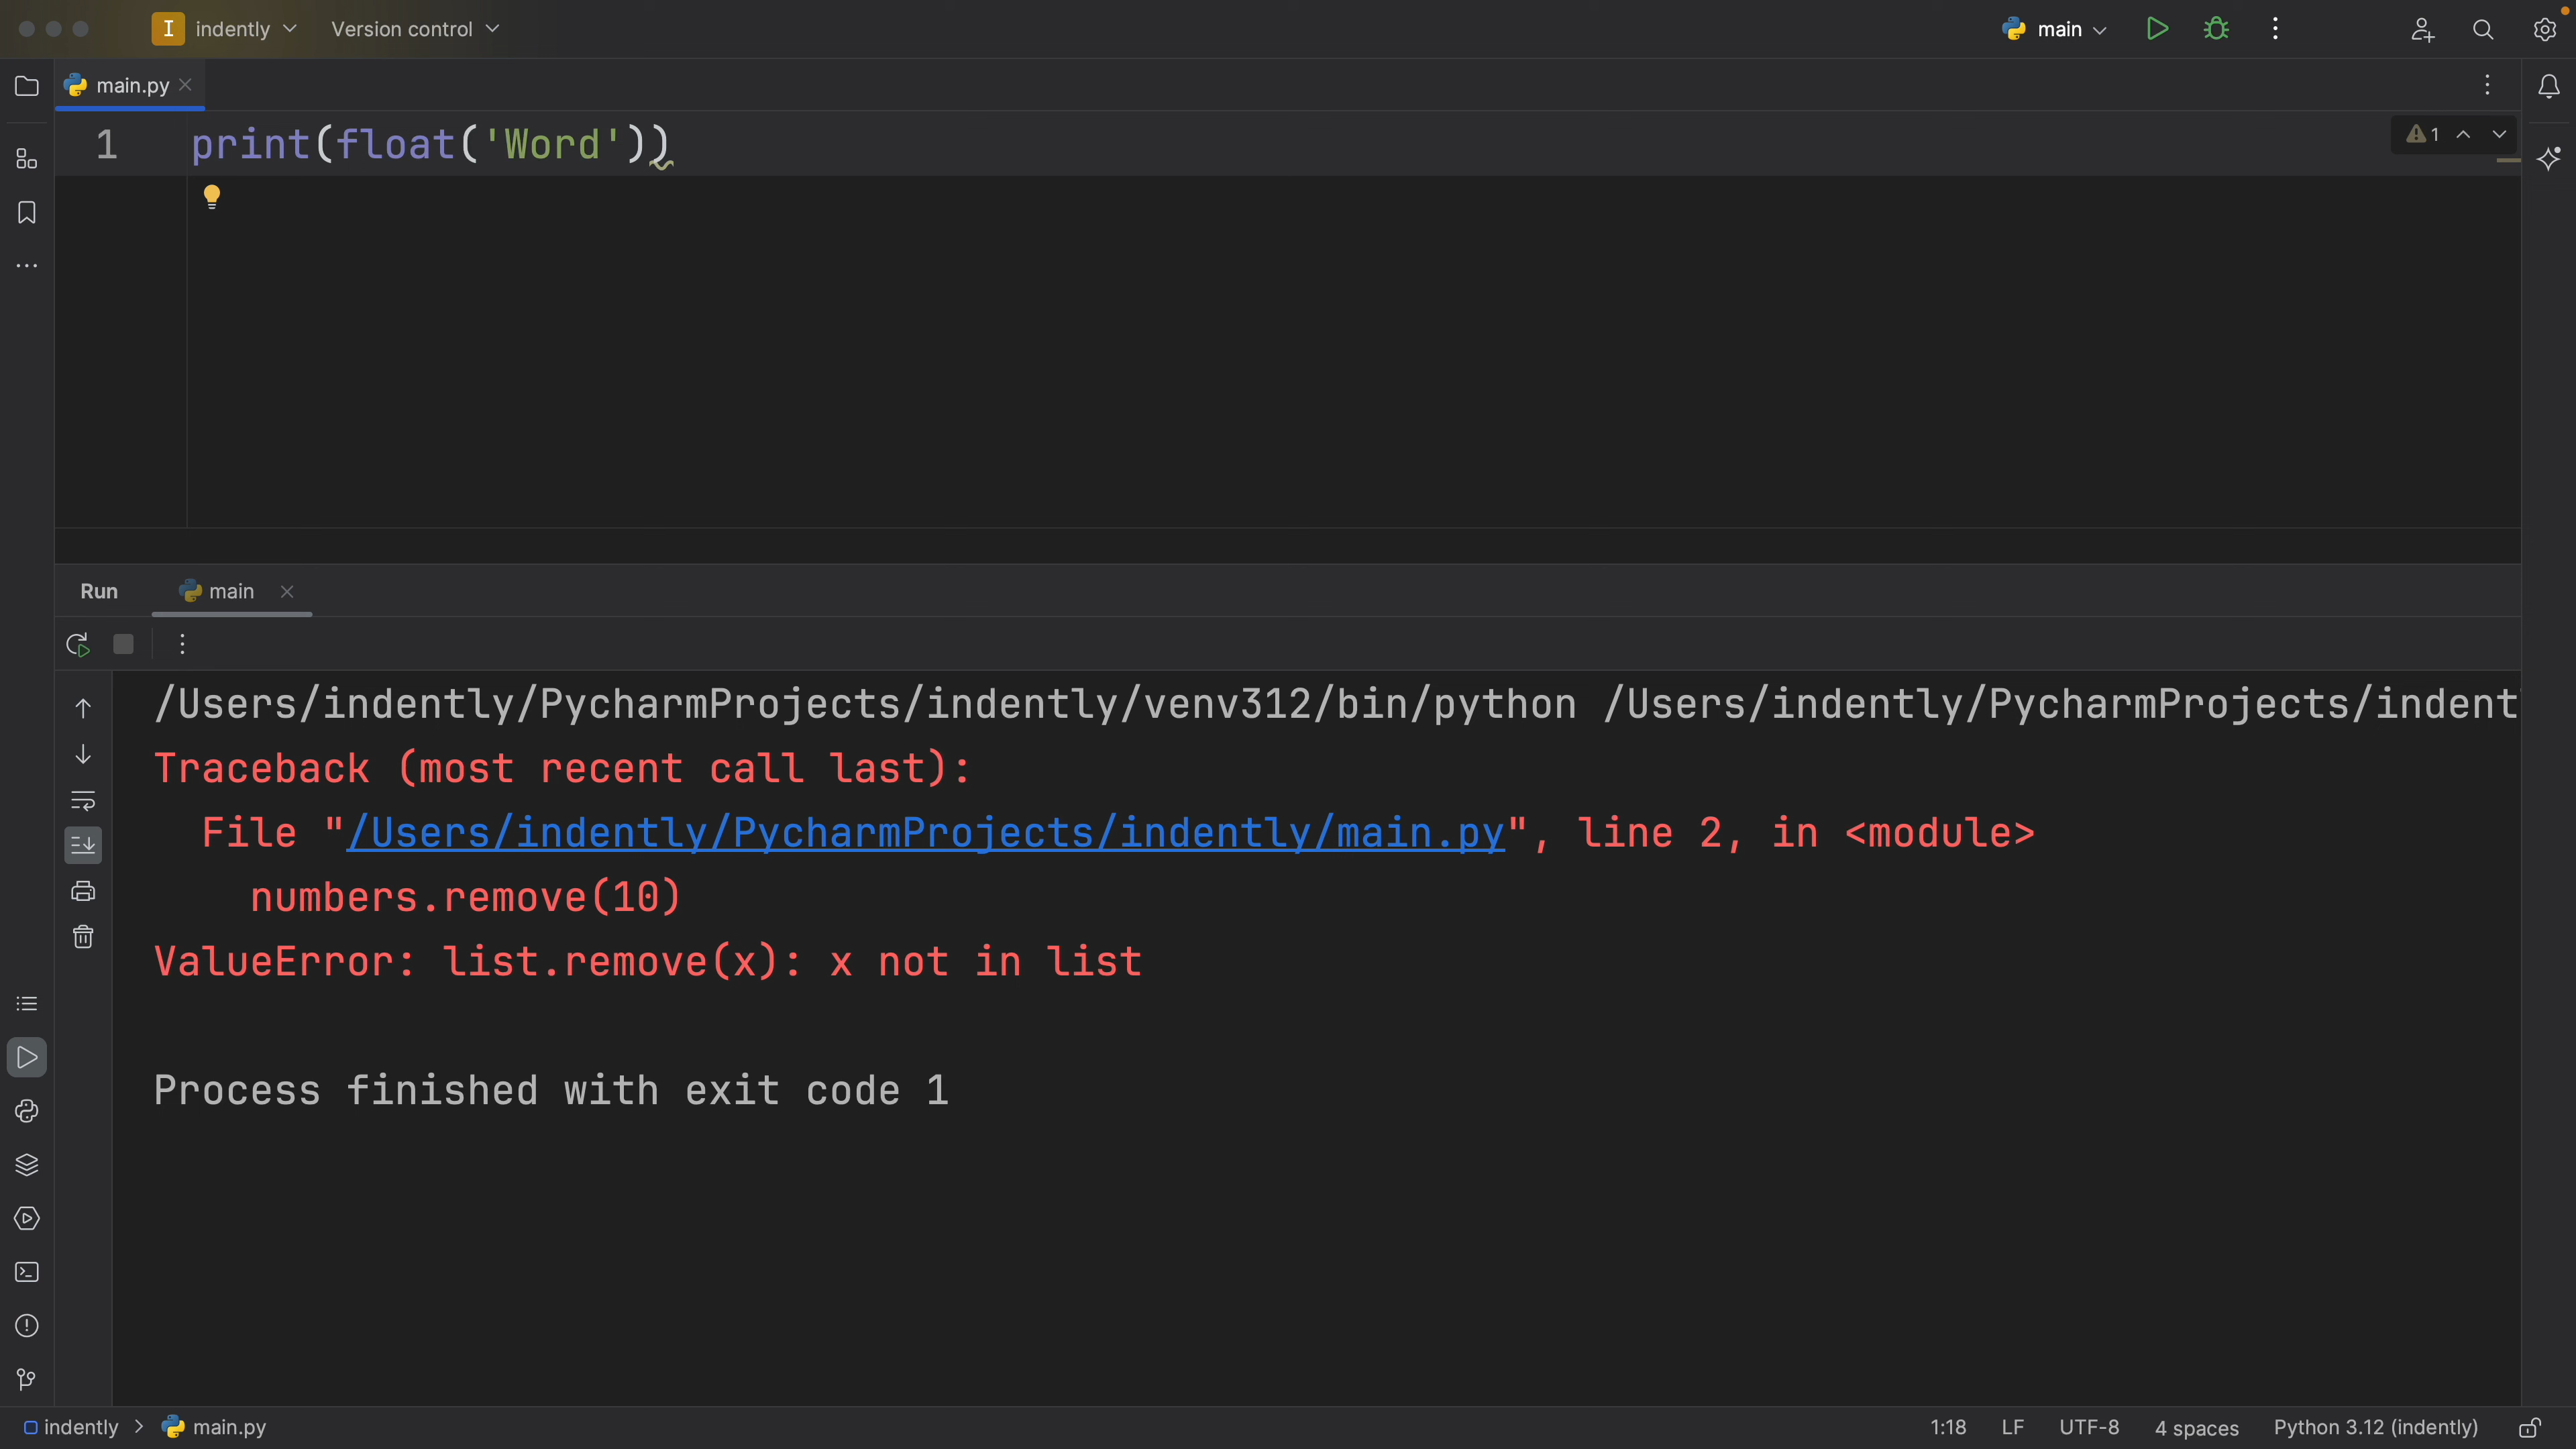 I indently Version control main
main.py
1 print(float('Word'))
1
Run main
/Users/indently/PycharmProjects/indently/venv312/bin/python /Users/indently/PycharmProjects/indent
Traceback (most recent call last):
File "/Users/indently/PycharmProjects/indently/main.py", line 2, in <module>
numbers.remove(10)
ValueError: list.remove(x): x not in list
Process finished with exit code 1
indently > main.py 1:18 LF UTF-8 4 spaces Python 3.12 (indently)